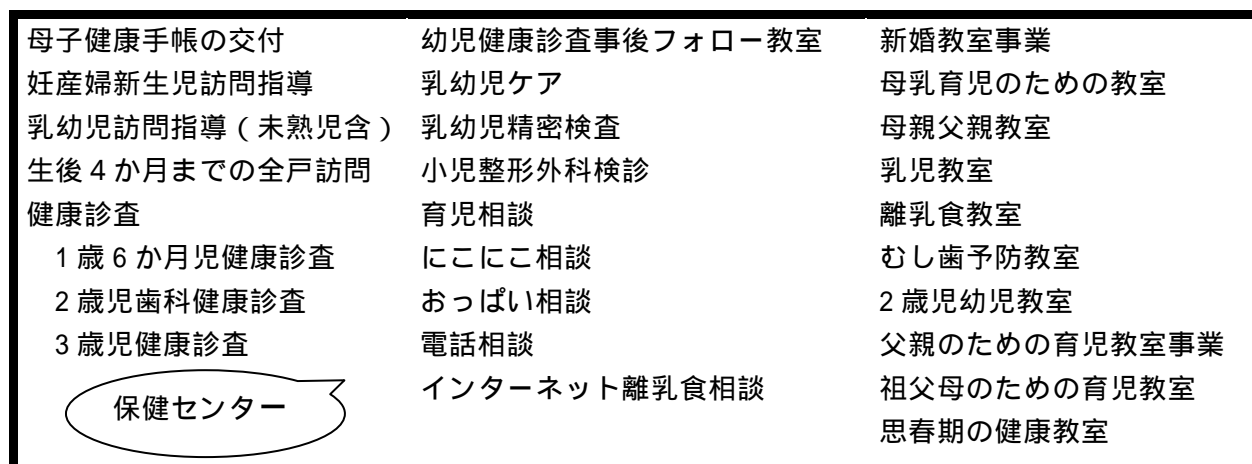 母子健康手帳の交付
妊産婦新生児訪問指導
乳幼児訪問指導（未熟児含）
生後4か月までの全戸訪問
健康診査
1歳6か月児健康診査
2歳児歯科健康診査
3歳児健康診査
保健センター
幼児健康診査事後フォロー教室
乳幼児ケア
乳幼児精密検査
小児整形外科検診
育児相談
にこにこ相談
おっぱい相談
電話相談
インターネット離乳食相談
新婚教室事業
母乳育児のための教室
母親父親教室
乳児教室
離乳食教室
むし歯予防教室
2歳児幼児教室
父親のための育児教室事業
祖父母のための育児教室
思春期の健康教室